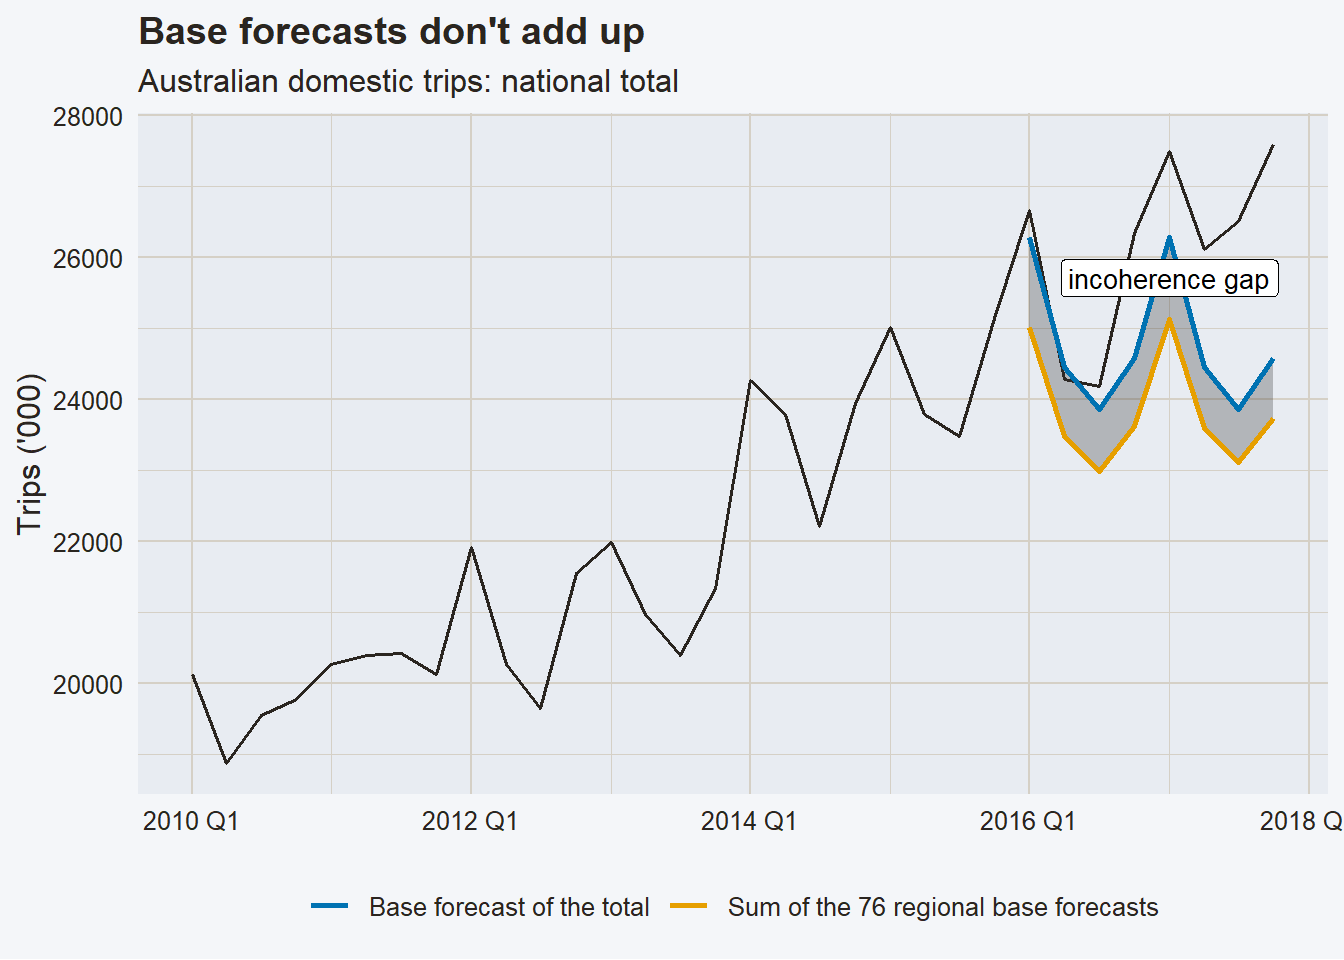 Base forecasts don't add up
Australian domestic trips: national total
28000
26000
24000
22000
20000
Trips ('000)
incoherence gap
2010 Q1
2012 Q1
2014 Q1
2016 Q1
2018 Q
Base forecast of the total
Sum of the 76 regional base forecasts